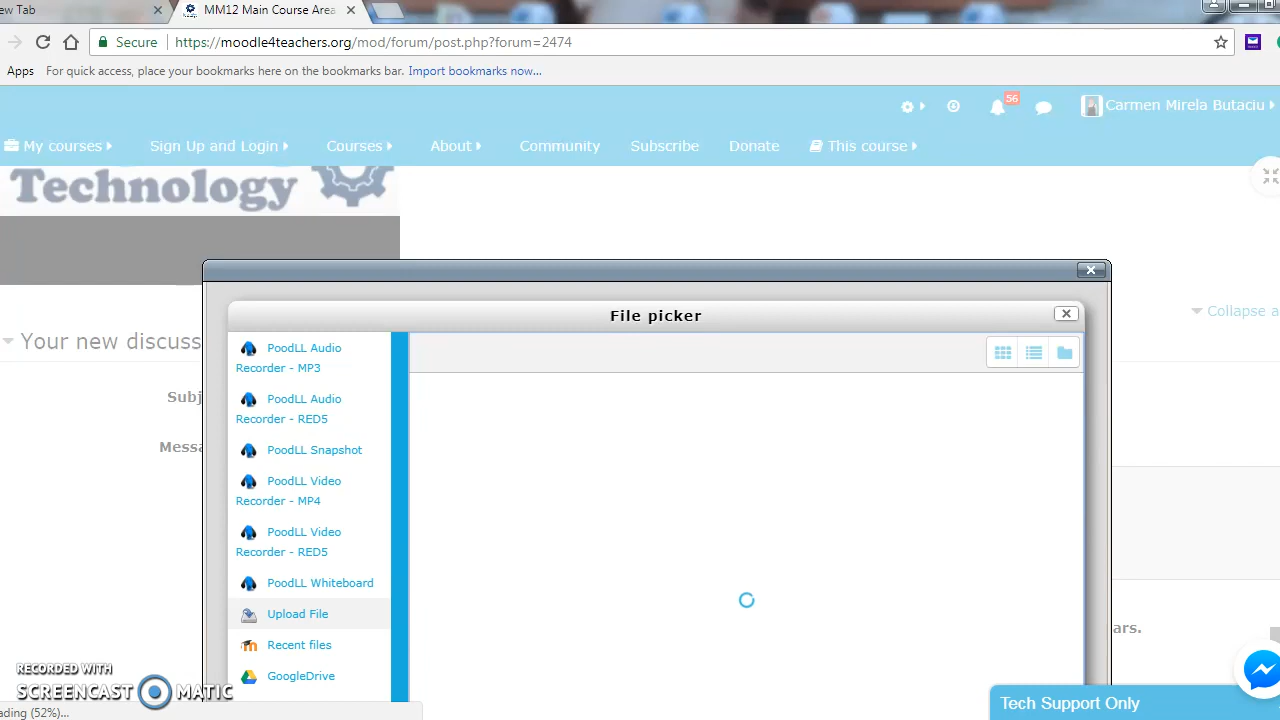 ew Tab
MM12 Main Course Area
Secure https://moodle4teachers.org/mod/forum/post.php?forum=2474
Apps For quick access, place your bookmarks here on the bookmarks bar. Import bookmarks now...
56
Carmen Mirela Butaciu
My courses Sign Up and Login Courses About Community Subscribe Donate This course
Technology
Collapse a
Your new discuss
File picker
Subj
Messa
PoodLL Audio
Recorder - MP3
PoodLL Audio
Recorder - RED5
PoodLL Snapshot
PoodLL Video
Recorder - MP4
PoodLL Video
Recorder - RED5
PoodLL Whiteboard
Upload File
Recent files
GoogleDrive
ars.
RECORDED WITH
SCREENCAST MATIC
ading (52%)...
Tech Support Only